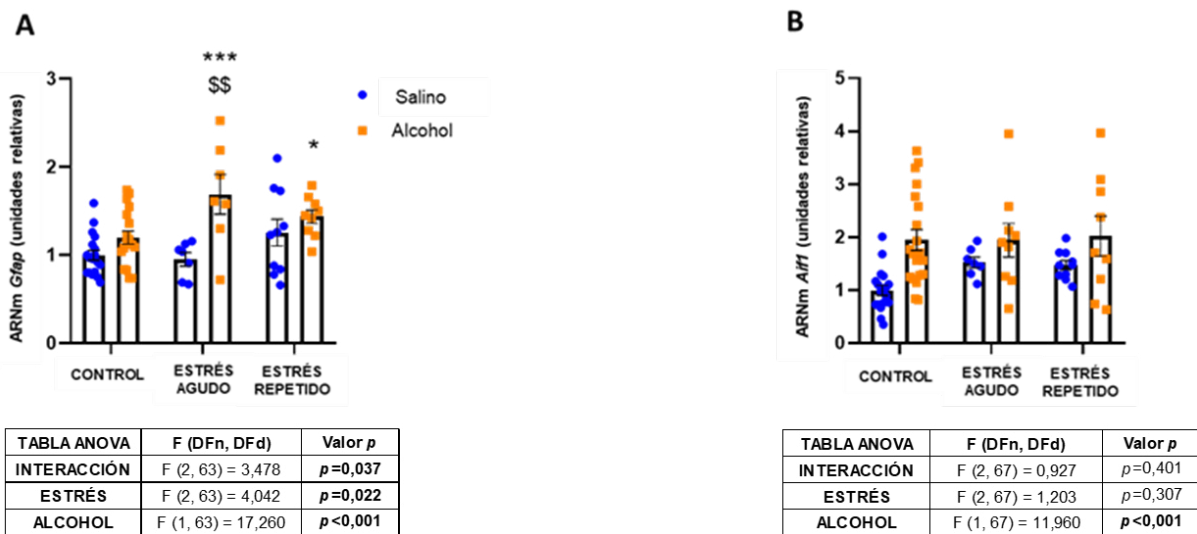 A
***
$$
*
3
2
1
0
ARNm Gfap (unidades relativas)
Salino
Alcohol
CONTROL
ESTRÉS AGUDO
ESTRÉS REPETIDO
TABLA ANOVA F (DFn, DFd) Valor p
INTERACCIÓN F (2, 63) = 3,478 p=0,037
ESTRÉS F (2, 63) = 4,042 p=0,022
ALCOHOL F (1, 63) = 17,260 p<0,001
B
5
4
3
2
1
0
ARNm Aif1 (unidades relativas)
CONTROL
ESTRÉS AGUDO
ESTRÉS REPETIDO
TABLA ANOVA F (DFn, DFd) Valor p
INTERACCIÓN F (2, 67) = 0,927 p=0,401
ESTRÉS F (2, 67) = 1,203 p=0,307
ALCOHOL F (1, 67) = 11,960 p<0,001